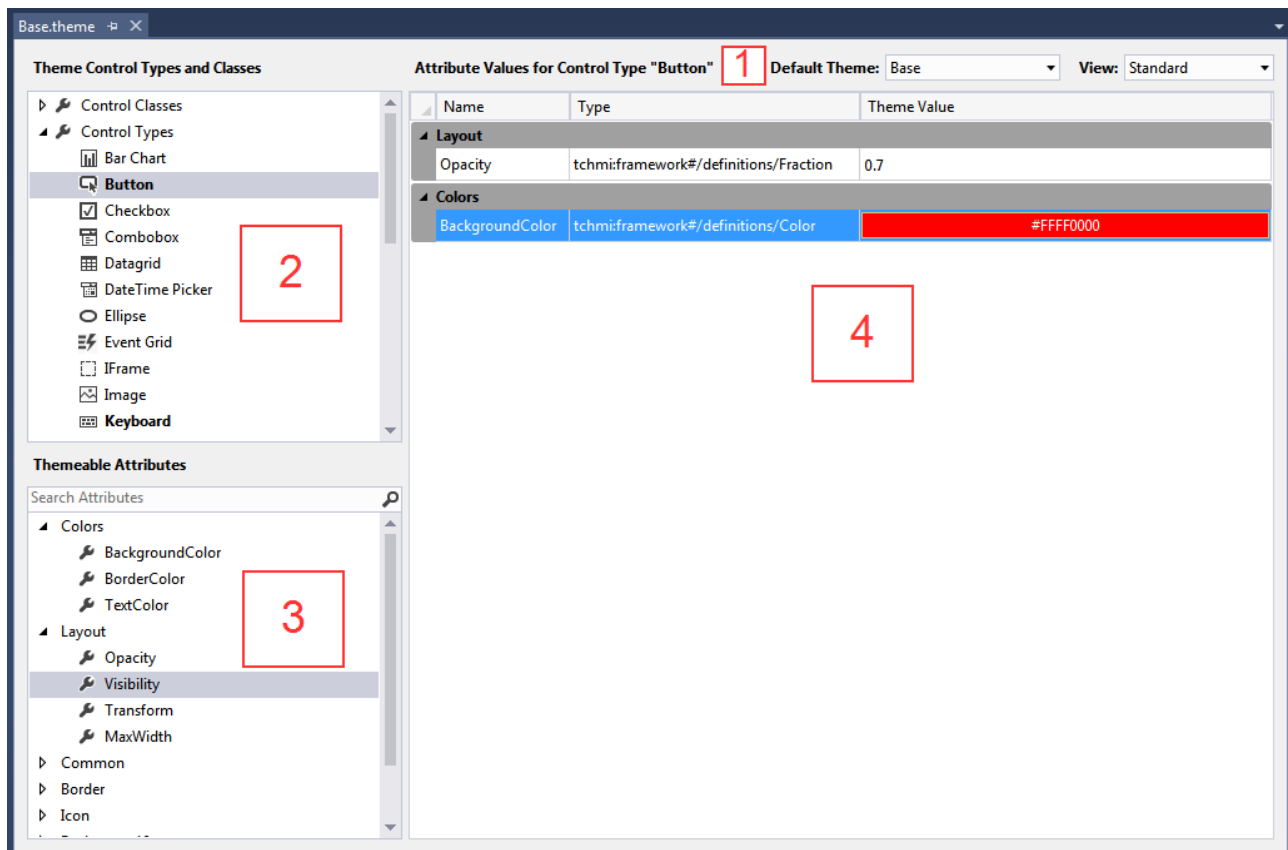 Base.theme
Theme Control Types and Classes
Control Classes
Control Types
Bar Chart
Button
Checkbox
Combobox
Datagrid
DateTime Picker
Ellipse
Event Grid
IFrame
Image
Keyboard
2
Themeable Attributes
Search Attributes
Colors
BackgroundColor
BorderColor
TextColor
Layout
Opacity
Visibility
Transform
MaxWidth
Common
Border
Icon
3
Attribute Values for Control Type "Button" 1 Default Theme: Base View: Standard
Name Type Theme Value
Layout
Opacity tchmi:framework#/definitions/Fraction 0.7
Colors
BackgroundColor tchmi:framework#/definitions/Color #FFFF0000
4